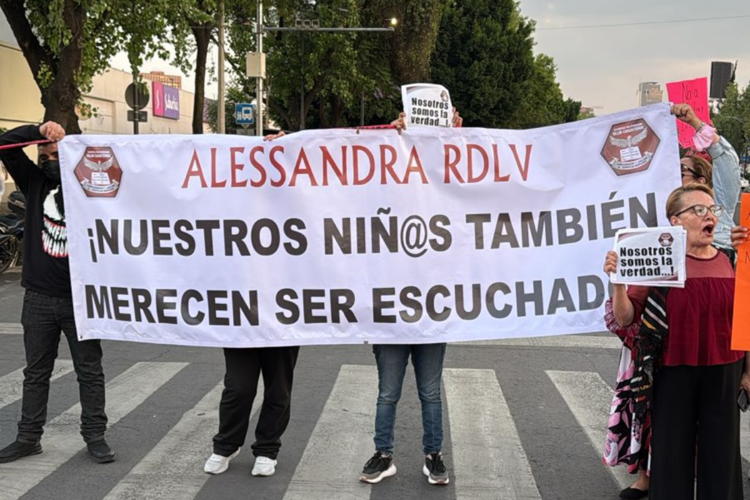 Nosotros
somos la
verdad...!
ALESSANDRA RDLV
¡NUESTROS NIÑ@S TAMBIÉN
MERECEN SER ESCUCHAD
Nosotros
somos la
verdad...!